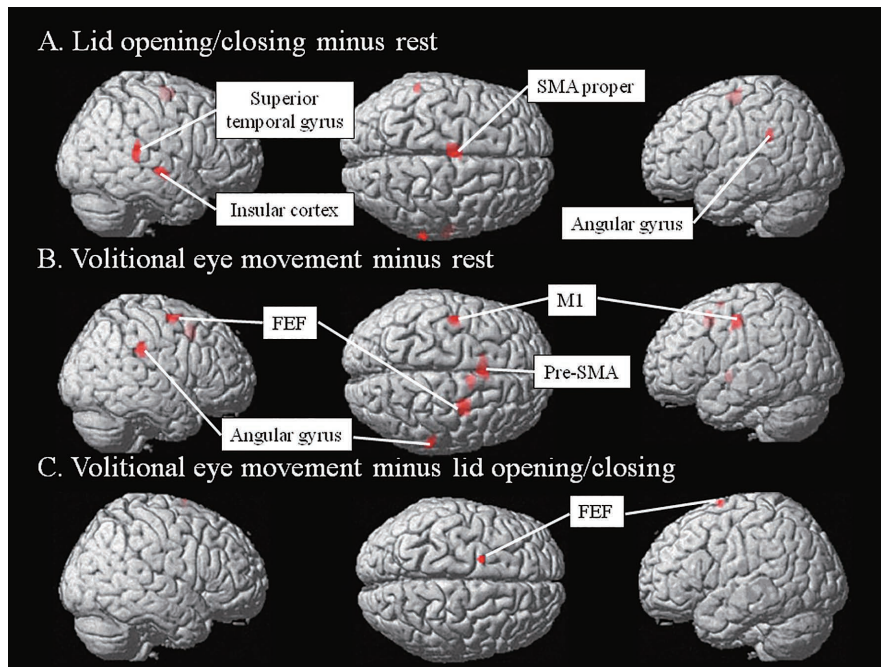 A. Lid opening/closing minus rest
Superior
temporal gyrus
SMA proper
Insular cortex
Angular gyrus
B. Volitional eye movement minus rest
FEF
M1
Pre-SMA
Angular gyrus
C. Volitional eye movement minus lid opening/closing
FEF